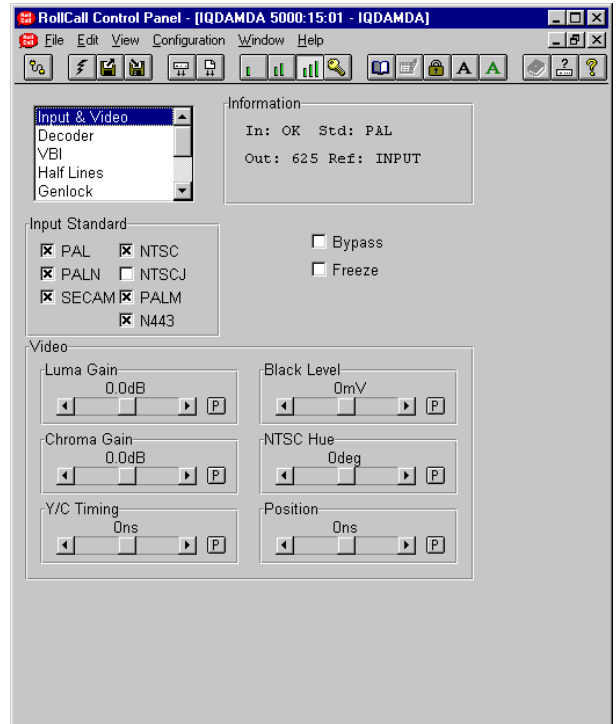 RollCall Control Panel - [IQDAMDA 5000:15:01 - IQDAMDA]
File Edit View Configuration Window Help
A A ? ?
Input & Video
Decoder
VBI
Half Lines
Genlock
Information
In: OK Std: PAL
Out: 625 Ref: INPUT
Input Standard
PAL NTSC
PALN NTSCJ
SECAM PALM
N443
Bypass
Freeze
Video
Luma Gain
0.0dB
P
Black Level
0mV
P
Chroma Gain
0.0dB
P
NTSC Hue
0deg
P
Y/C Timing
0ns
P
Position
0ns
P